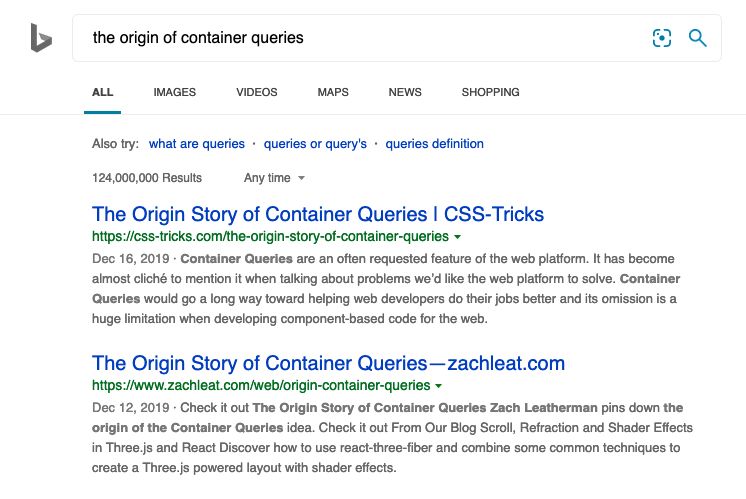 the origin of container queries
ALL IMAGES VIDEOS MAPS NEWS SHOPPING
Also try: what are queries · queries or query's · queries definition
124,000,000 Results Any time
The Origin Story of Container Queries | CSS-Tricks
https://css-tricks.com/the-origin-story-of-container-queries
Dec 16, 2019 · Container Queries are an often requested feature of the web platform. It has become
almost cliché to mention it when talking about problems we'd like the web platform to solve. Container
Queries would go a long way toward helping web developers do their jobs better and its omission is a
huge limitation when developing component-based code for the web.
The Origin Story of Container Queries—zachleat.com
https://www.zachleat.com/web/origin-container-queries
Dec 12, 2019 · Check it out The Origin Story of Container Queries Zach Leatherman pins down the
origin of the Container Queries idea. Check it out From Our Blog Scroll, Refraction and Shader Effects
in Three.js and React Discover how to use react-three-fiber and combine some common techniques to
create a Three.js powered layout with shader effects.